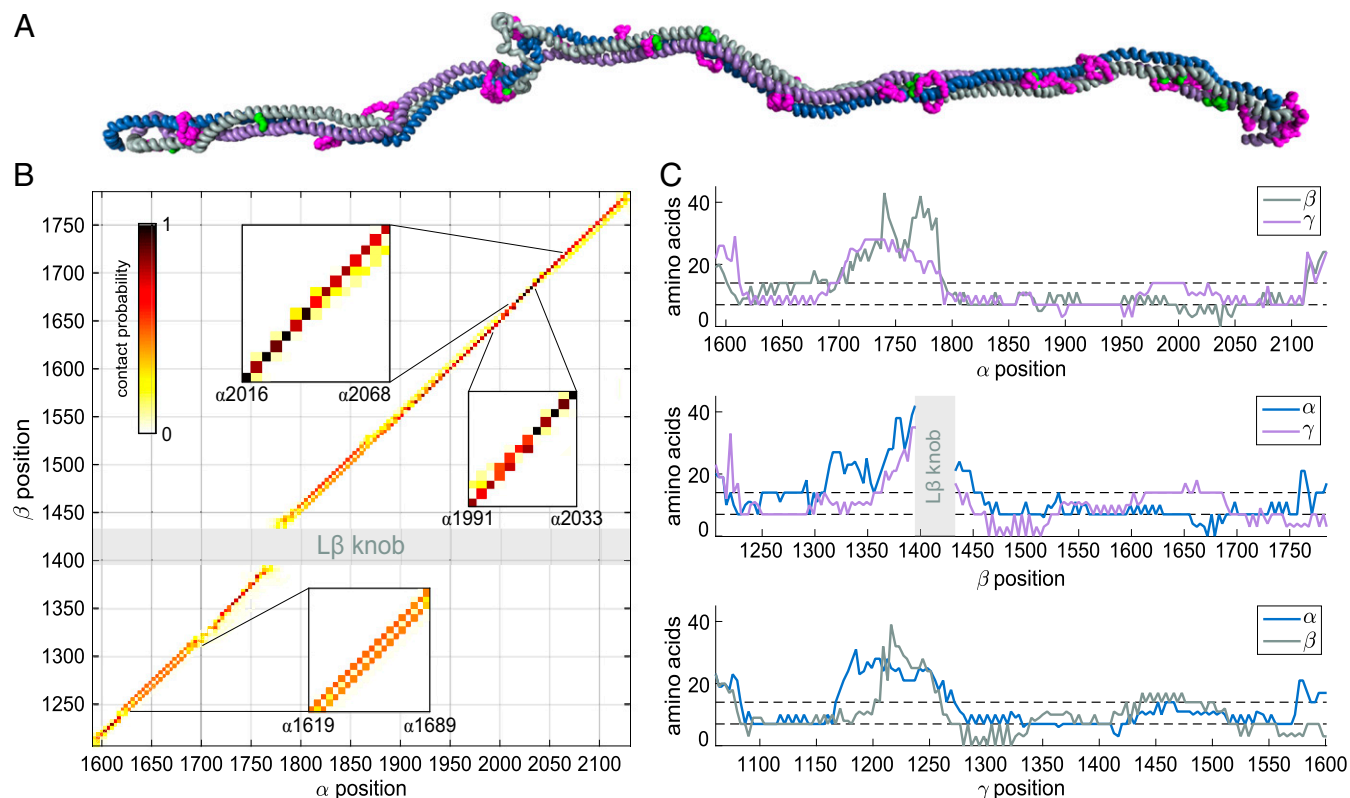 A
B
β position
1750
1700
1650
1600
1550
1500
1450
1400
1350
1300
1250
contact probability
1
0
α2016 α2068
α1991 α2033
Lβ knob
α1619 α1689
1600 1650 1700 1750 1800 1850 1900 1950 2000 2050 2100
α position
C
amino acids
40
20
0
β
γ
1600 1650 1700 1750 1800 1850 1900 1950 2000 2050 2100
α position
amino acids
40
20
0
Lβ knob
α
γ
1250 1300 1350 1400 1450 1500 1550 1600 1650 1700 1750
β position
amino acids
40
20
0
α
β
1100 1150 1200 1250 1300 1350 1400 1450 1500 1550 1600
γ position